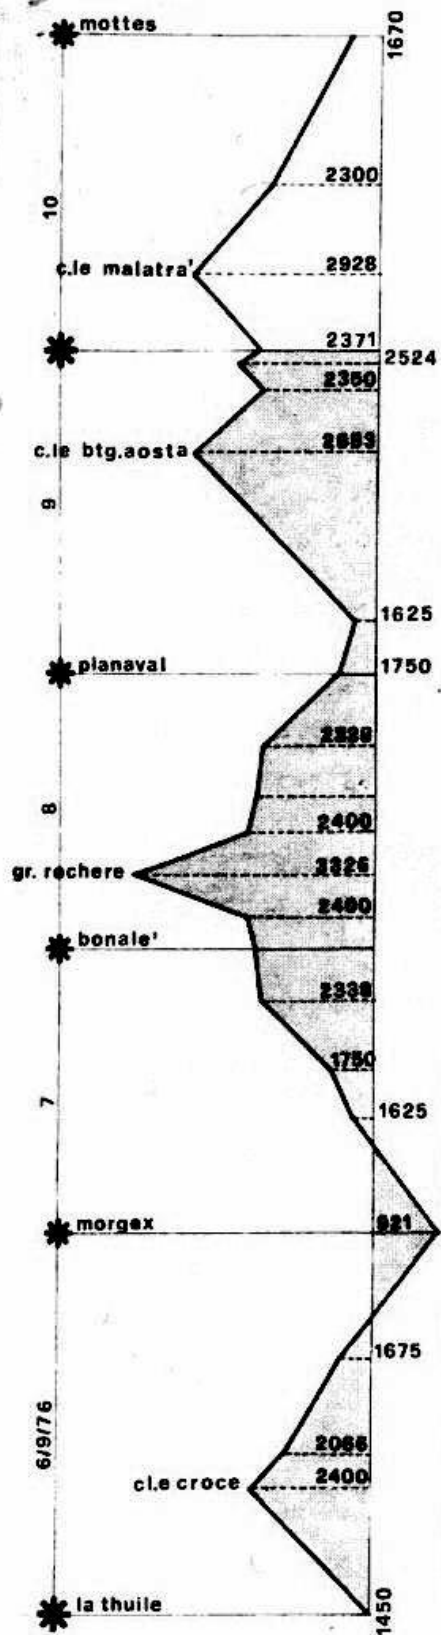 mottes
1670
2300
10
c.le malatra'
2928
2371
2524
2350
c.le btg.aosta
9
1625
planaval
1750
8
2400
gr. rochere
bonale'
1750
7
1625
morgex
921
1675
6/9/76
2066
cl.e croce
2400
la thuile
1450